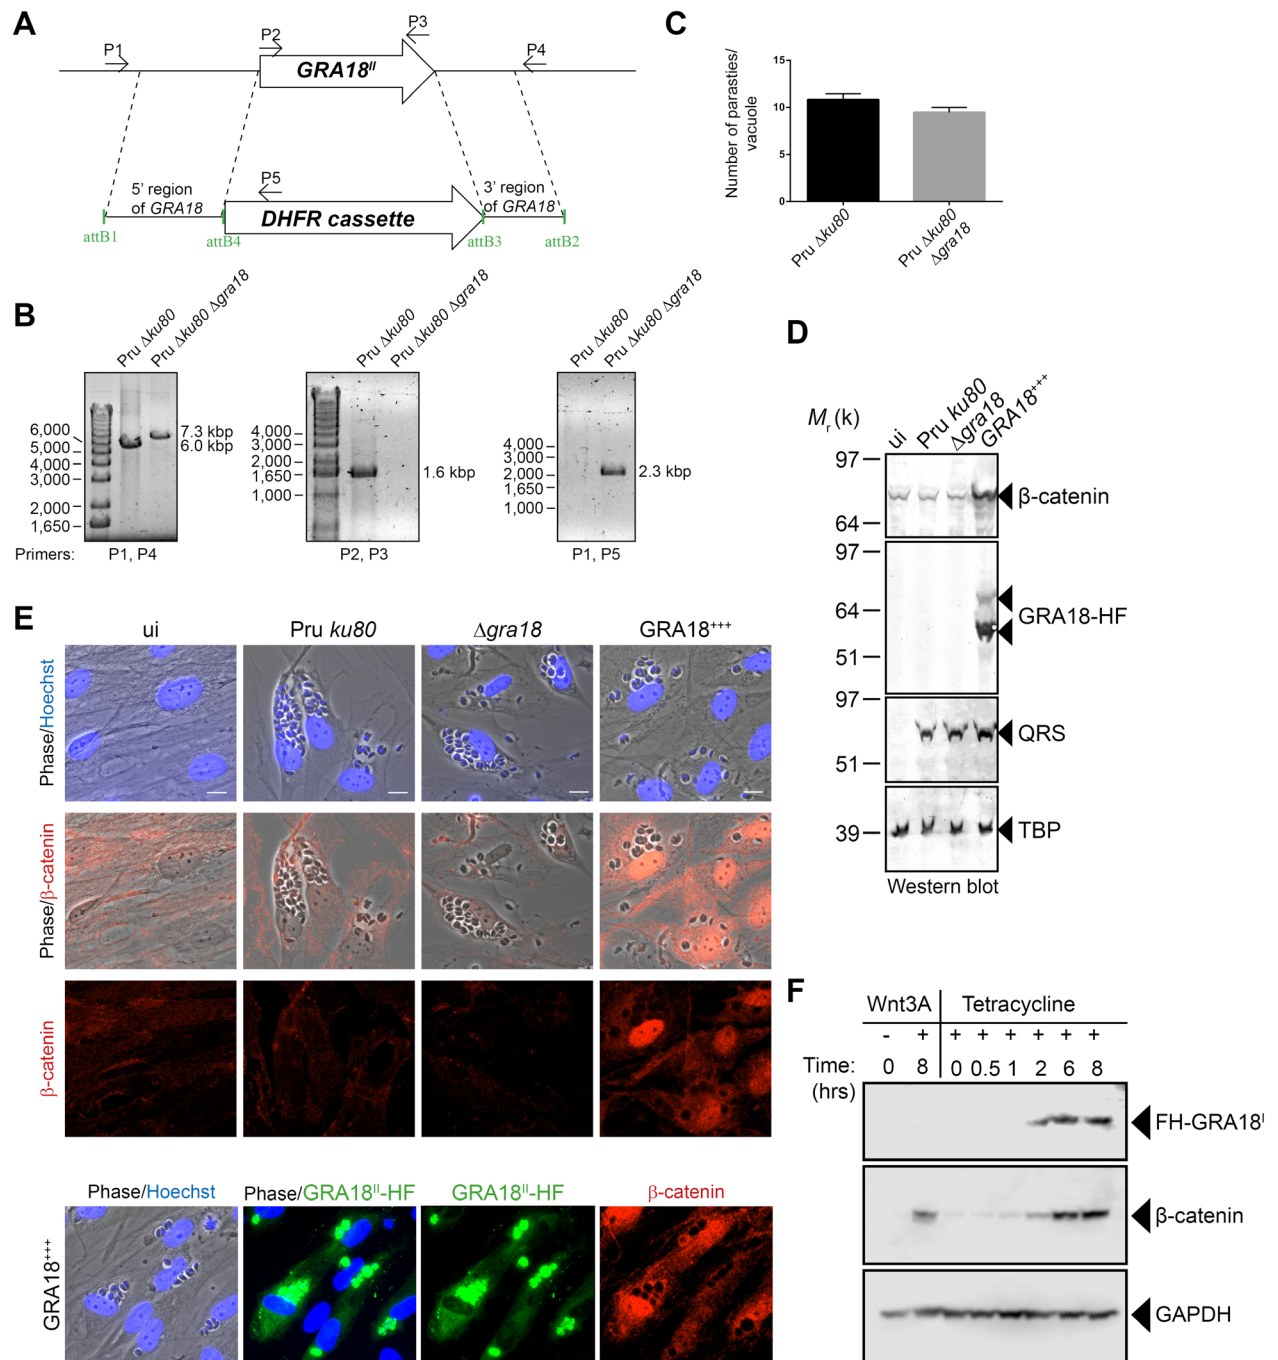 A
P1
P2
P3
P4
GRA18II
5’ region
of GRA18
P5
DHFR cassette
3’ region
of GRA18
attB1
attB4
attB3
attB2
C
Number of parasties/
vacuole
15
10
5
0
Pru Δku80
Pru Δku80
Δgra18
B
Pru Δku80
Pru Δku80 Δgra18
6,000
5,000
4,000
3,000
2,000
1,650
7.3 kbp
6.0 kbp
Primers:
P1, P4
Pru Δku80
Pru Δku80 Δgra18
4,000
3,000
2,000
1,650
1,000
1.6 kbp
P2, P3
Pru Δku80
Pru Δku80 Δgra18
4,000
3,000
2,000
1,650
1,000
2.3 kbp
P1, P5
D
Mr (k)
ui
Pru ku80
Δgra18
GRA18+++
97
64
β-catenin
97
64
51
GRA18-HF
97
51
QRS
39
TBP
Western blot
E
ui
Pru ku80
Δgra18
GRA18+++
Phase/Hoechst
Phase/β-catenin
β-catenin
Phase/Hoechst
Phase/GRA18II-HF
GRA18II-HF
β-catenin
GRA18+++
F
Wnt3A
Tetracycline
- + + + + + + +
Time: 0 8 0 0.5 1 2 6 8
(hrs)
FH-GRA18I
β-catenin
GAPDH